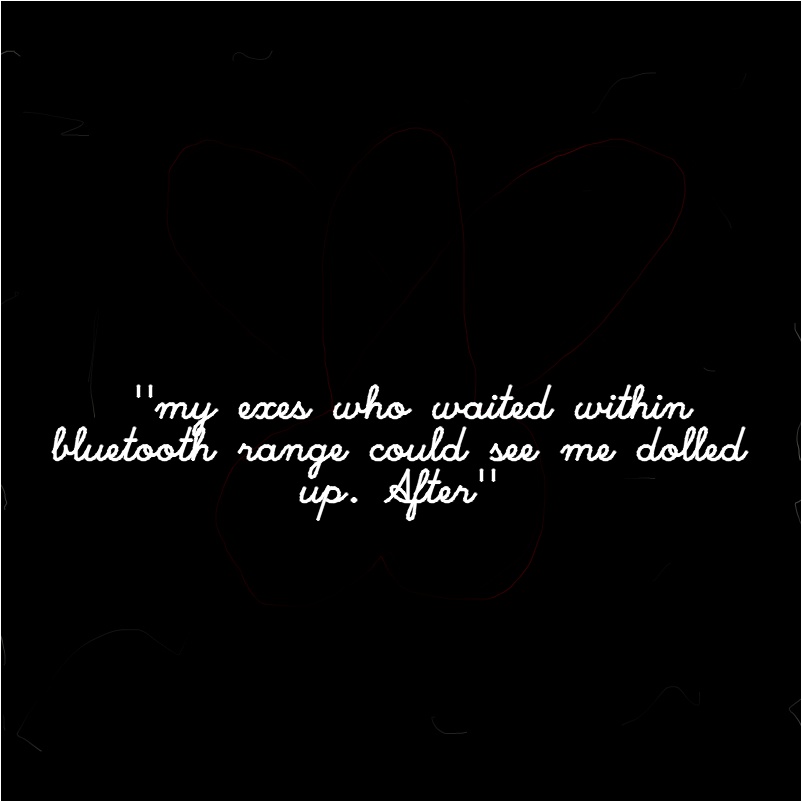 "my exes who waited within
bluetooth range could see me dolled
up. After"